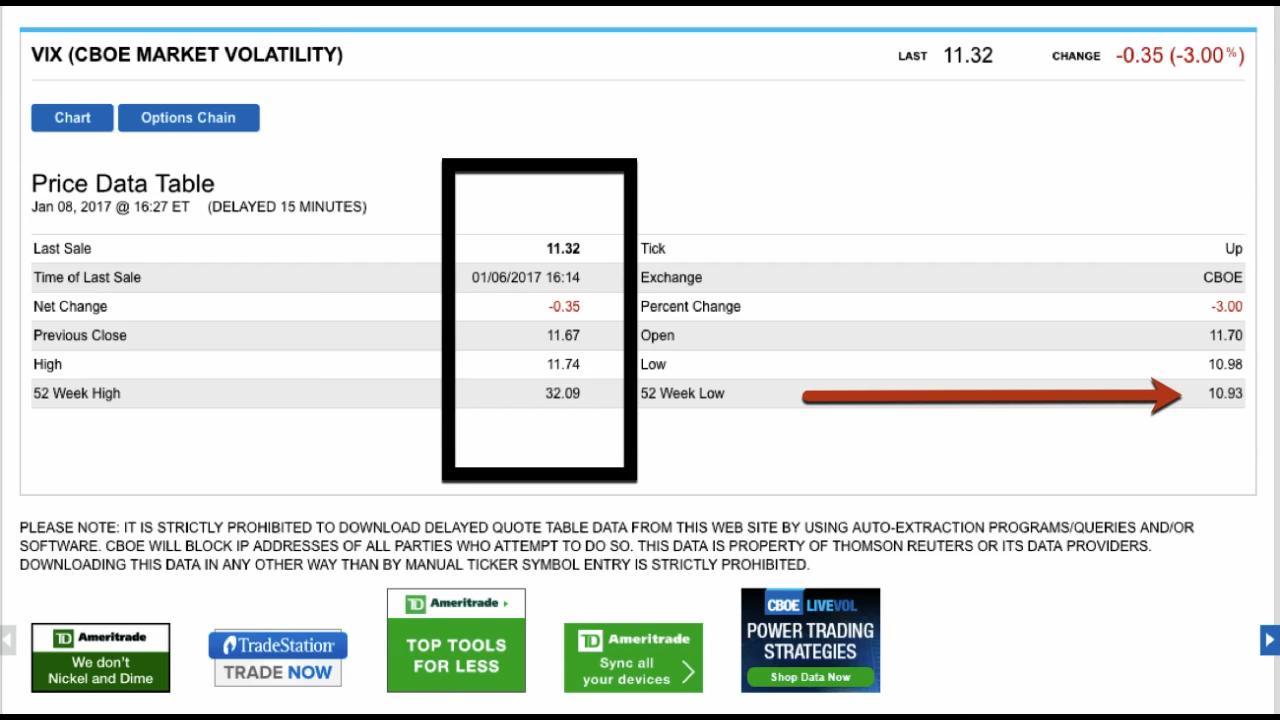 VIX (CBOE MARKET VOLATILITY)
LAST 11.32 CHANGE -0.35 (-3.00%)
Chart Options Chain
Price Data Table
Jan 08, 2017 @ 16:27 ET (DELAYED 15 MINUTES)
Last Sale 11.32 Tick Up
Time of Last Sale 01/06/2017 16:14 Exchange CBOE
Net Change -0.35 Percent Change -3.00
Previous Close 11.67 Open 11.70
High 11.74 Low 10.98
52 Week High 32.09 52 Week Low 10.93
PLEASE NOTE: IT IS STRICTLY PROHIBITED TO DOWNLOAD DELAYED QUOTE TABLE DATA FROM THIS WEB SITE BY USING AUTO-EXTRACTION PROGRAMS/QUERIES AND/OR
SOFTWARE. CBOE WILL BLOCK IP ADDRESSES OF ALL PARTIES WHO ATTEMPT TO DO SO. THIS DATA IS PROPERTY OF THOMSON REUTERS OR ITS DATA PROVIDERS.
DOWNLOADING THIS DATA IN ANY OTHER WAY THAN BY MANUAL TICKER SYMBOL ENTRY IS STRICTLY PROHIBITED.
TD Ameritrade
We don't
Nickel and Dime
TradeStation
TRADE NOW
TD Ameritrade
TOP TOOLS
FOR LESS
TD Ameritrade
Sync all
your devices
CBOE LIVEVOL
POWER TRADING
STRATEGIES
Shop Data Now